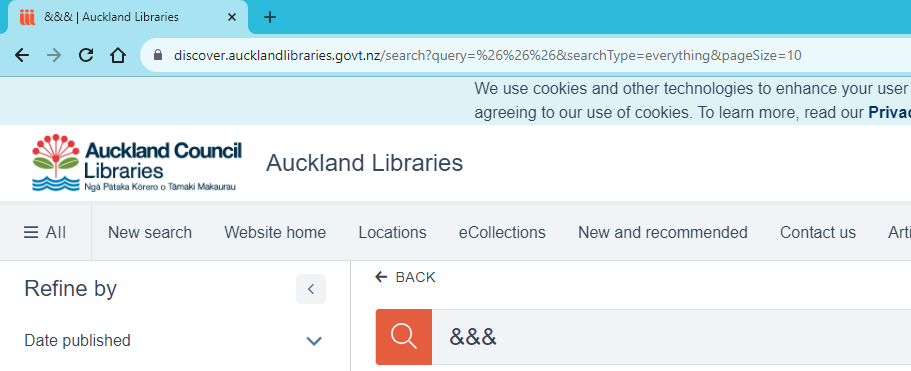 &&& | Auckland Libraries
discover.aucklandlibraries.govt.nz/search?query=%26%26%26&searchType=everything&pageSize=10
We use cookies and other technologies to enhance your user
agreeing to our use of cookies. To learn more, read our Privac
Auckland Council
Libraries
Ngā Pātaka Kōrero o Tāmaki Makaurau
Auckland Libraries
All New search Website home Locations eCollections New and recommended Contact us Arti
Refine by
BACK
Date published
&&&